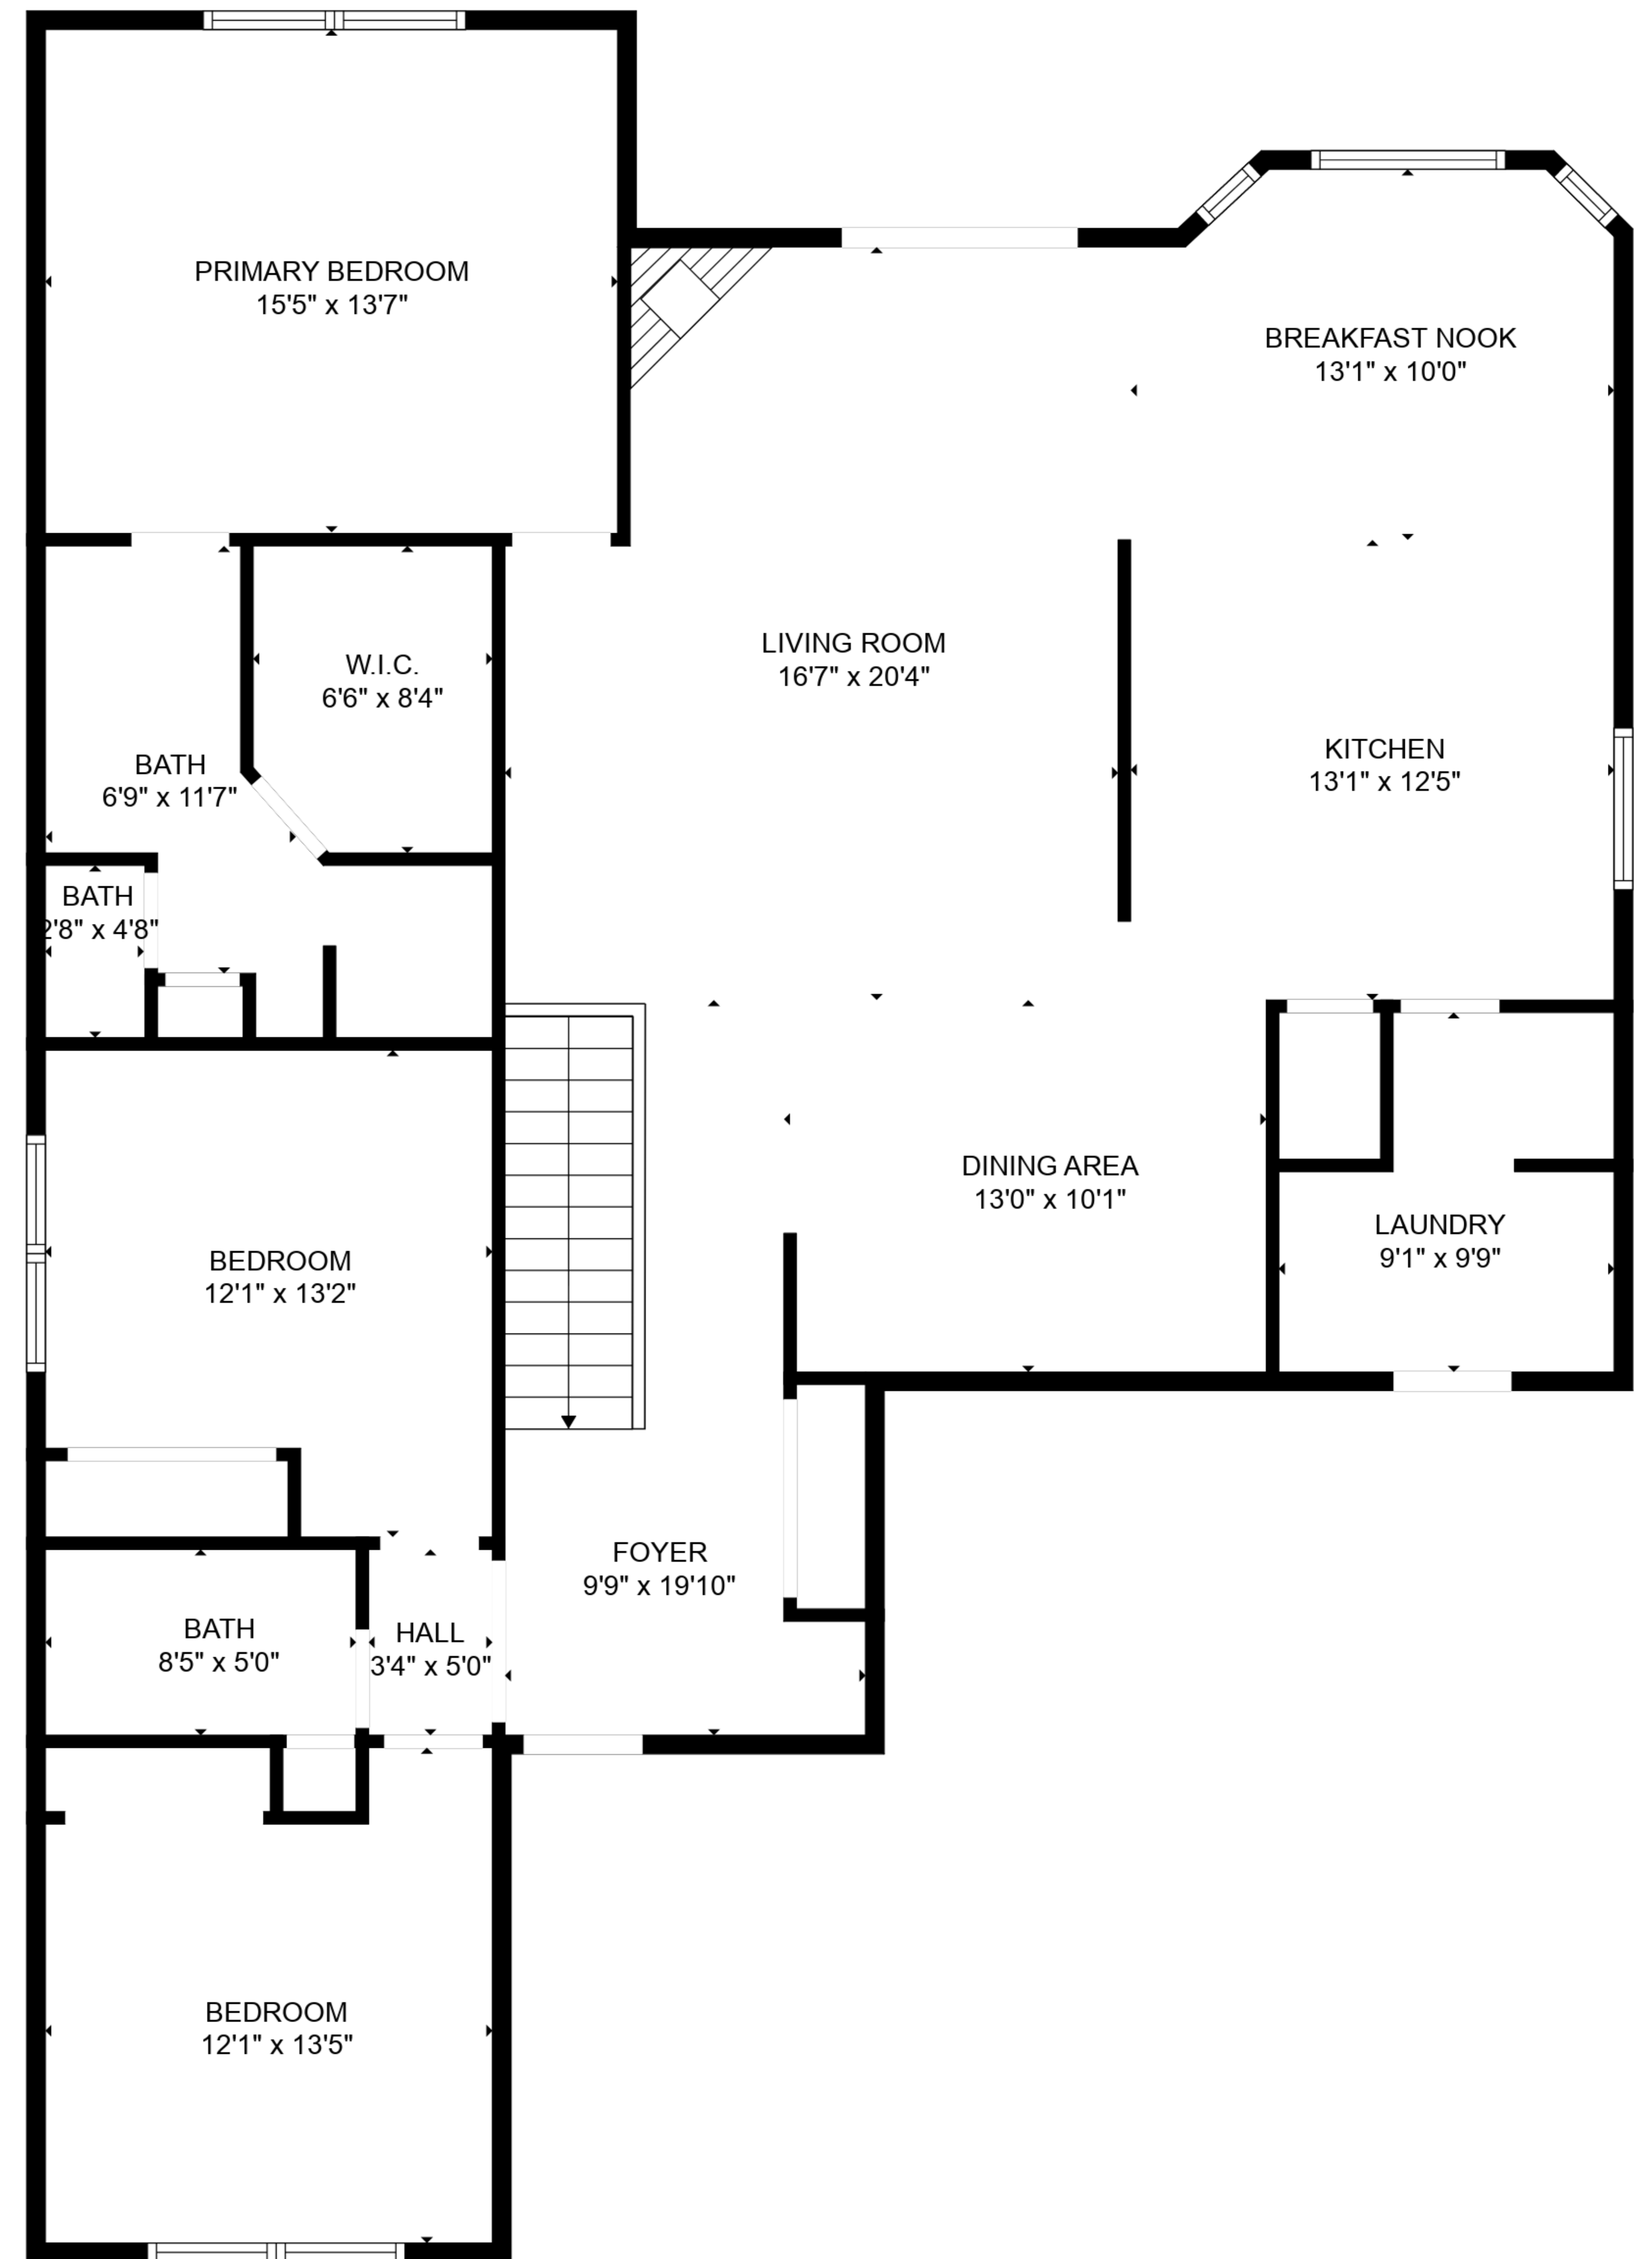 PRIMARY BEDROOM
15'5" x 13'7"
BREAKFAST NOOK
13'1" x 10'0"
LIVING ROOM
16'7" x 20'4"
W.I.C.
6'6" x 8'4"
KITCHEN
13'1" x 12'5"
BATH
6'9" x 11'7"
BATH
2'8" x 4'8"
DINING AREA
13'0" x 10'1"
LAUNDRY
9'1" x 9'9"
BEDROOM
12'1" x 13'2"
FOYER
9'9" x 19'10"
BATH
8'5" x 5'0"
HALL
3'4" x 5'0"
BEDROOM
12'1" x 13'5"